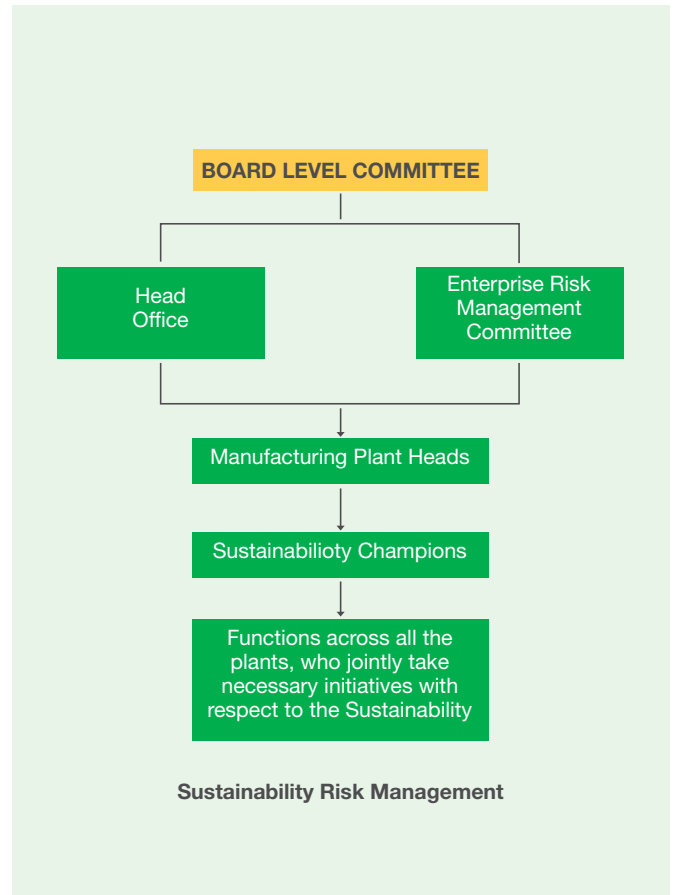 BOARD LEVEL COMMITTEE
Head
Office
Enterprise Risk
Management
Committee
Manufacturing Plant Heads
Sustainabilioty Champions
Functions across all the
plants, who jointly take
necessary initiatives with
respect to the Sustainability
Sustainability Risk Management